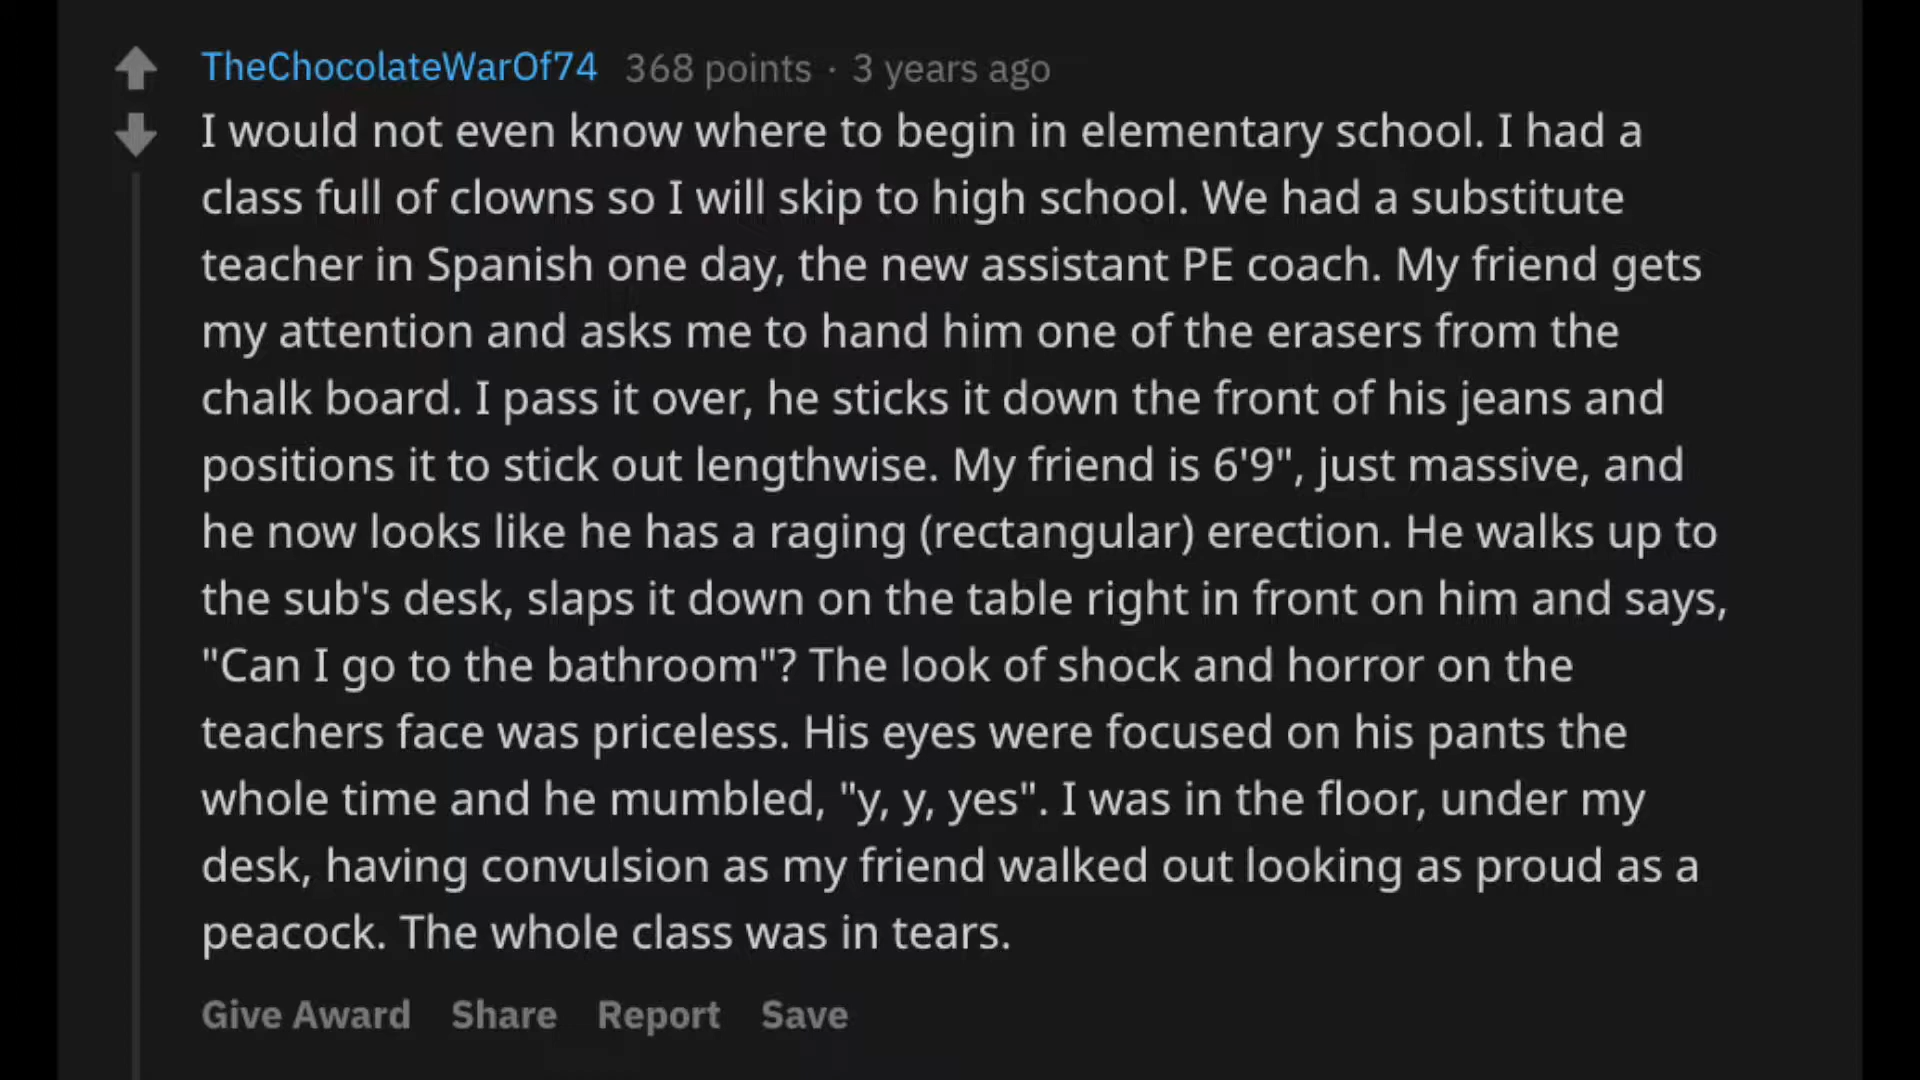 TheChocolateWarOf74 368 points · 3 years ago
I would not even know where to begin in elementary school. I had a
class full of clowns so I will skip to high school. We had a substitute
teacher in Spanish one day, the new assistant PE coach. My friend gets
my attention and asks me to hand him one of the erasers from the
chalk board. I pass it over, he sticks it down the front of his jeans and
positions it to stick out lengthwise. My friend is 6'9", just massive, and
he now looks like he has a raging (rectangular) erection. He walks up to
the sub's desk, slaps it down on the table right in front on him and says,
"Can I go to the bathroom"? The look of shock and horror on the
teachers face was priceless. His eyes were focused on his pants the
whole time and he mumbled, "y, y, yes". I was in the floor, under my
desk, having convulsion as my friend walked out looking as proud as a
peacock. The whole class was in tears.
Give Award Share Report Save